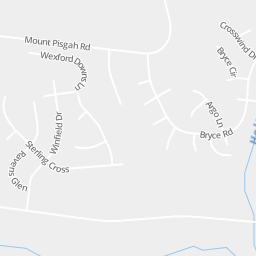 Crosswind Dr
Mount Pisgah Rd
Wexford Downs Ln
Bryce Cir
Argo Ln
Winfield Dr
Bryce Rd
Sterling Cross
Ravens Glen